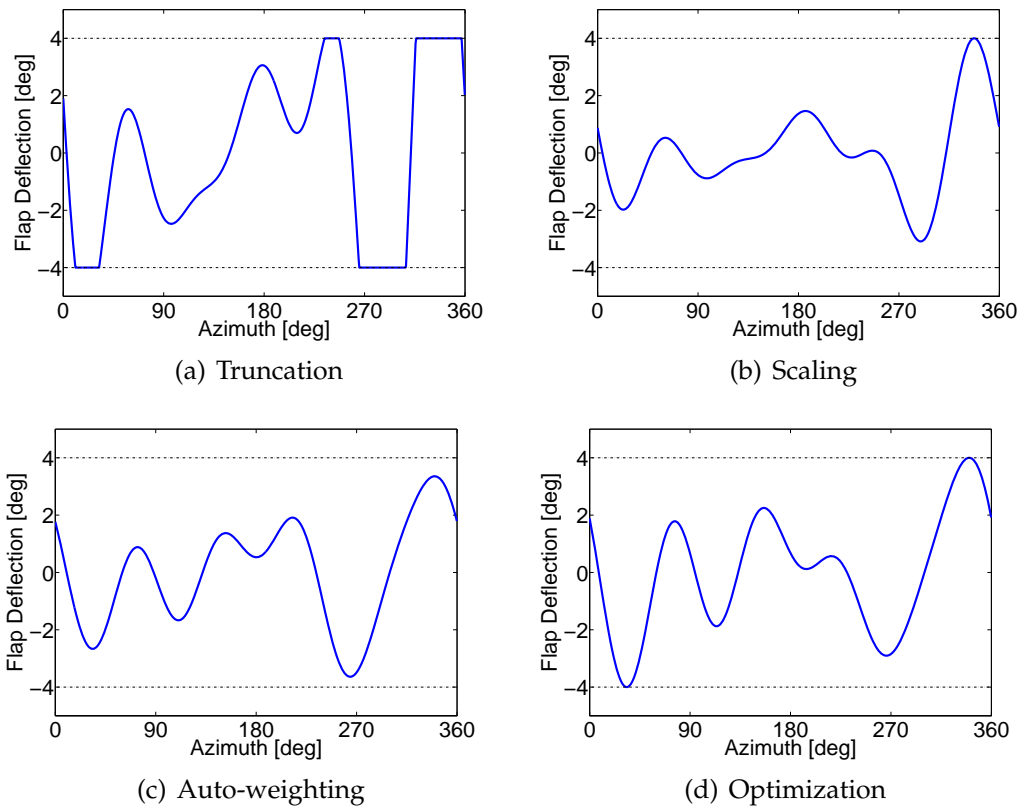 Flap Deflection [deg]
4
2
0
−2
−4
0 90 180 270 360
Azimuth [deg]
(a) Truncation
Flap Deflection [deg]
4
2
0
−2
−4
0 90 180 270 360
Azimuth [deg]
(b) Scaling
Flap Deflection [deg]
4
2
0
−2
−4
0 90 180 270 360
Azimuth [deg]
(c) Auto-weighting
Flap Deflection [deg]
4
2
0
−2
−4
0 90 180 270 360
Azimuth [deg]
(d) Optimization